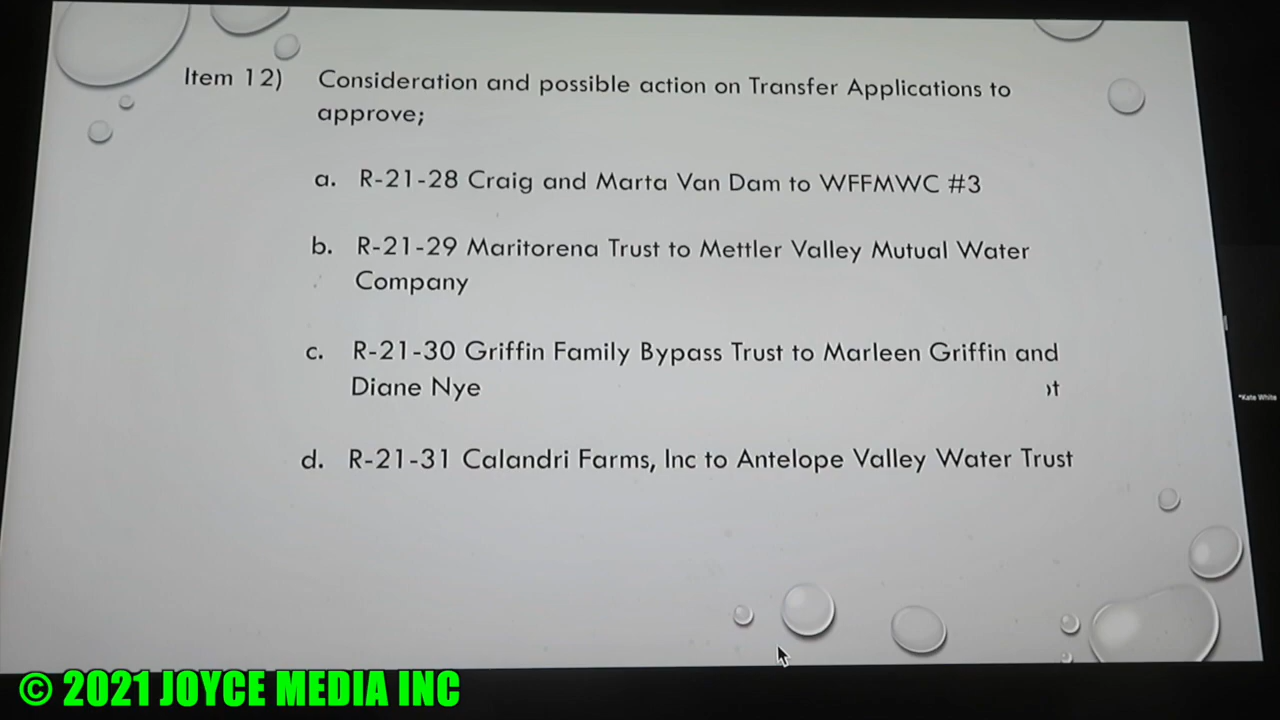 Item 12) Consideration and possible action on Transfer Applications to
approve;
a. R-21-28 Craig and Marta Van Dam to WFFMWC #3
b. R-21-29 Maritorena Trust to Mettler Valley Mutual Water
Company
c. R-21-30 Griffin Family Bypass Trust to Marleen Griffin and
Diane Nye
d. R-21-31 Calandri Farms, Inc to Antelope Valley Water Trust
*Kate White
© 2021 JOYCE MEDIA INC